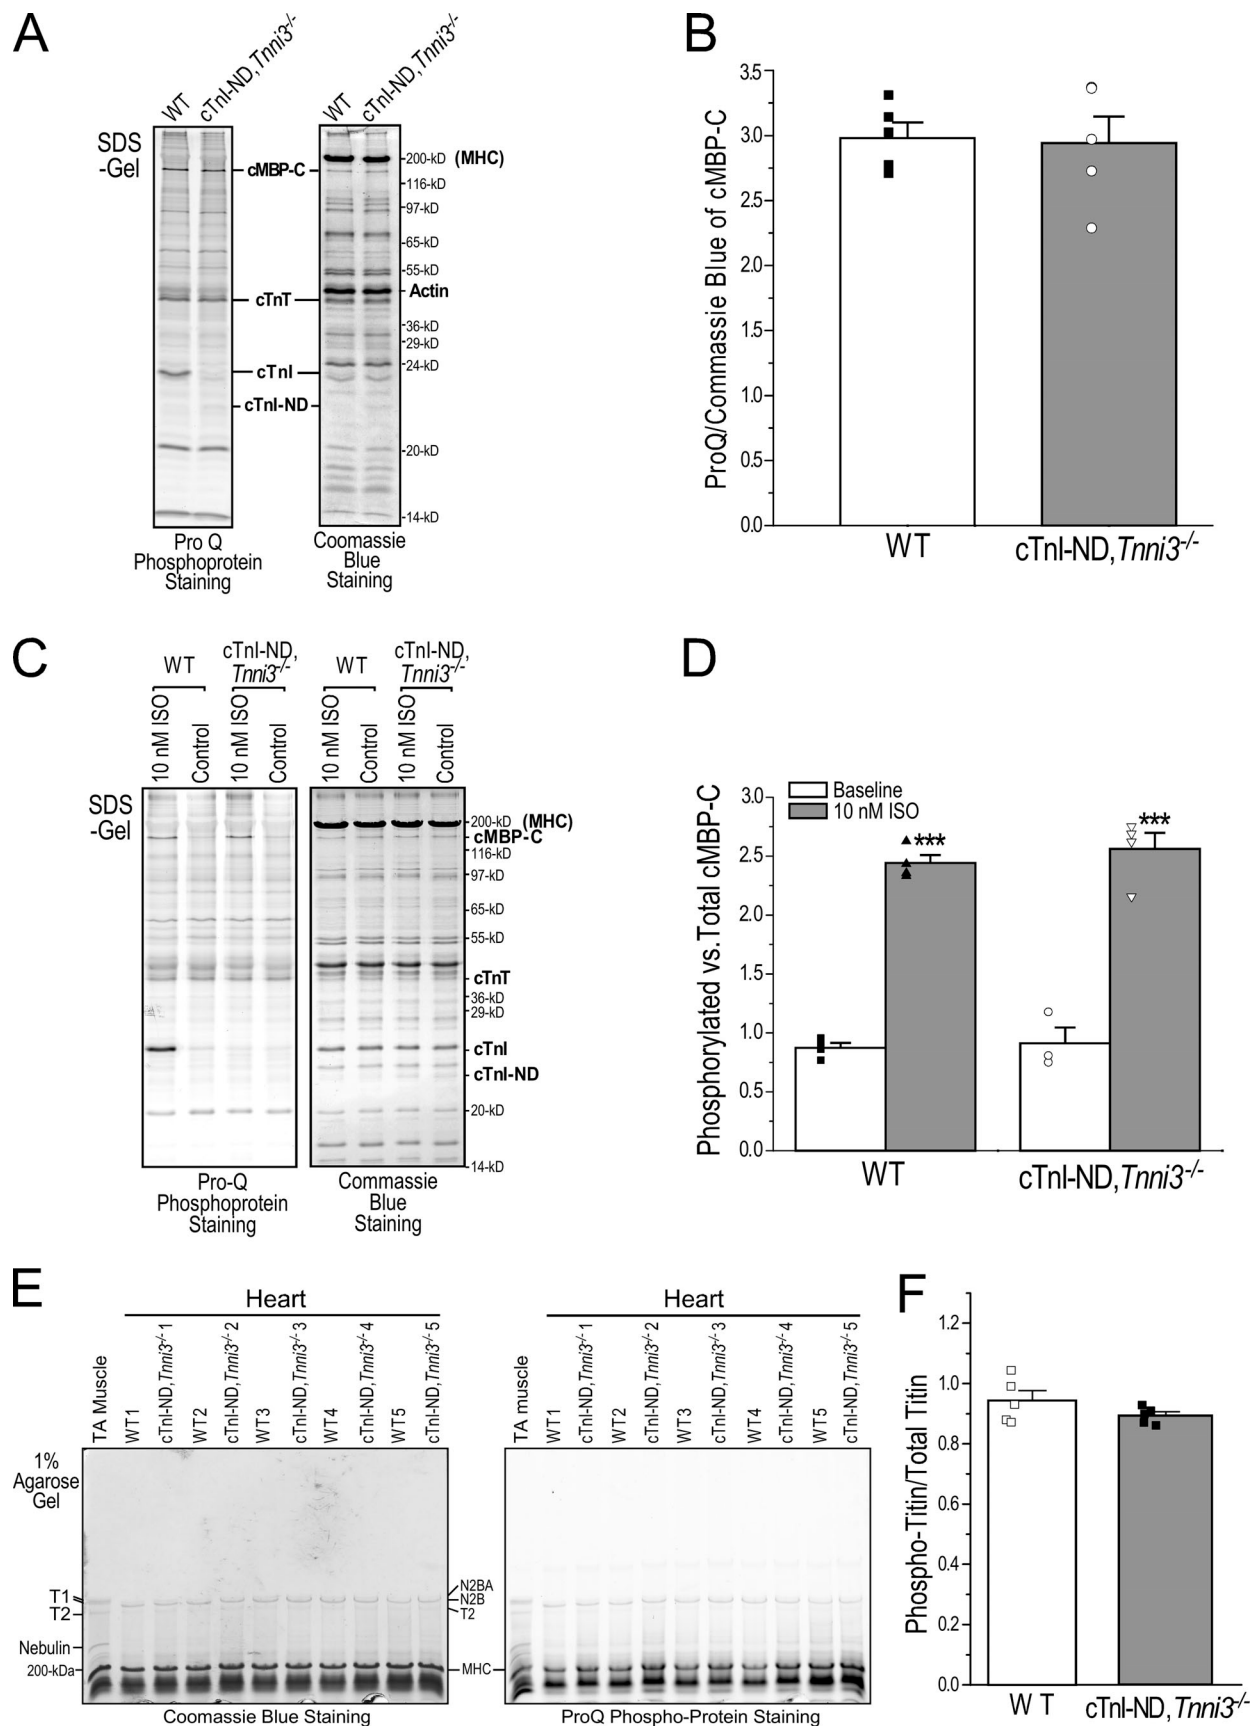 A
WT
cTnI-ND,Tnni3-/-
WT
cTnI-ND,Tnni3-/-
SDS
-Gel
200-kD (MHC)
cMBP-C
116-kD
97-kD
65-kD
55-kD
Actin
cTnT
36-kD
29-kD
24-kD
cTnI
cTnI-ND
20-kD
14-kD
Pro Q
Phosphoprotein
Staining
Coomassie
Blue
Staining
B
ProQ/Commassie Blue of cMBP-C
3.5
3.0
2.5
2.0
1.5
1.0
0.5
0.0
WT
cTnI-ND,Tnni3-/-
C
WT
cTnI-ND,
Tnni3-/-
WT
cTnI-ND,
Tnni3-/-
10 nM ISO
Control
10 nM ISO
Control
10 nM ISO
Control
10 nM ISO
Control
SDS
-Gel
200-kD (MHC)
cMBP-C
116-kD
97-kD
65-kD
55-kD
cTnT
36-kD
29-kD
cTnI
cTnI-ND
20-kD
14-kD
Pro-Q
Phosphoprotein
Staining
Commassie
Blue
Staining
D
Phosphorylated vs.Total cMBP-C
Baseline
10 nM ISO
3.0
2.5
2.0
1.5
1.0
0.5
0.0
***
***
WT
cTnI-ND,Tnni3-/-
E
Heart
TA Muscle
WT1
cTnI-ND,Tnni3-/- 1
WT2
cTnI-ND,Tnni3-/- 2
WT3
cTnI-ND,Tnni3-/- 3
WT4
cTnI-ND,Tnni3-/- 4
WT5
cTnI-ND,Tnni3-/- 5
1%
Agarose
Gel
T1
T2
Nebulin
200-kDa
N2BA
N2B
T2
MHC
Coomassie Blue Staining
Heart
TA muscle
WT1
cTnI-ND,Tnni3-/- 1
WT2
cTnI-ND,Tnni3-/- 2
WT3
cTnI-ND,Tnni3-/- 3
WT4
cTnI-ND,Tnni3-/- 4
WT5
cTnI-ND,Tnni3-/- 5
ProQ Phospho-Protein Staining
F
Phospho-Titin/Total Titin
1.2
1.0
0.8
0.6
0.4
0.2
0.0
W T
cTnI-ND,Tnni3-/-